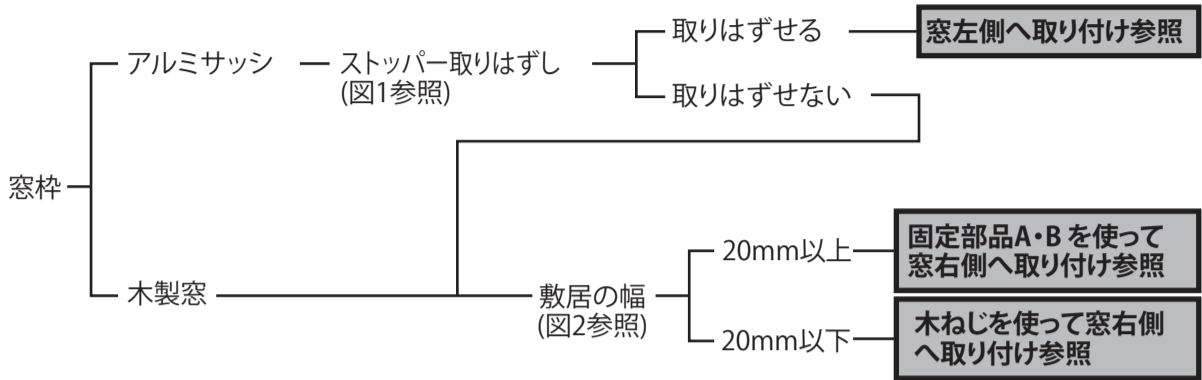 窓枠
アルミサッシ
ストッパー取りはずし
(図1参照)
取りはずせる
窓左側へ取り付け参照
取りはずせない
木製窓
敷居の幅
(図2参照)
20mm以上
固定部品A・Bを使って
窓右側へ取り付け参照
20mm以下
木ねじを使って窓右側
へ取り付け参照